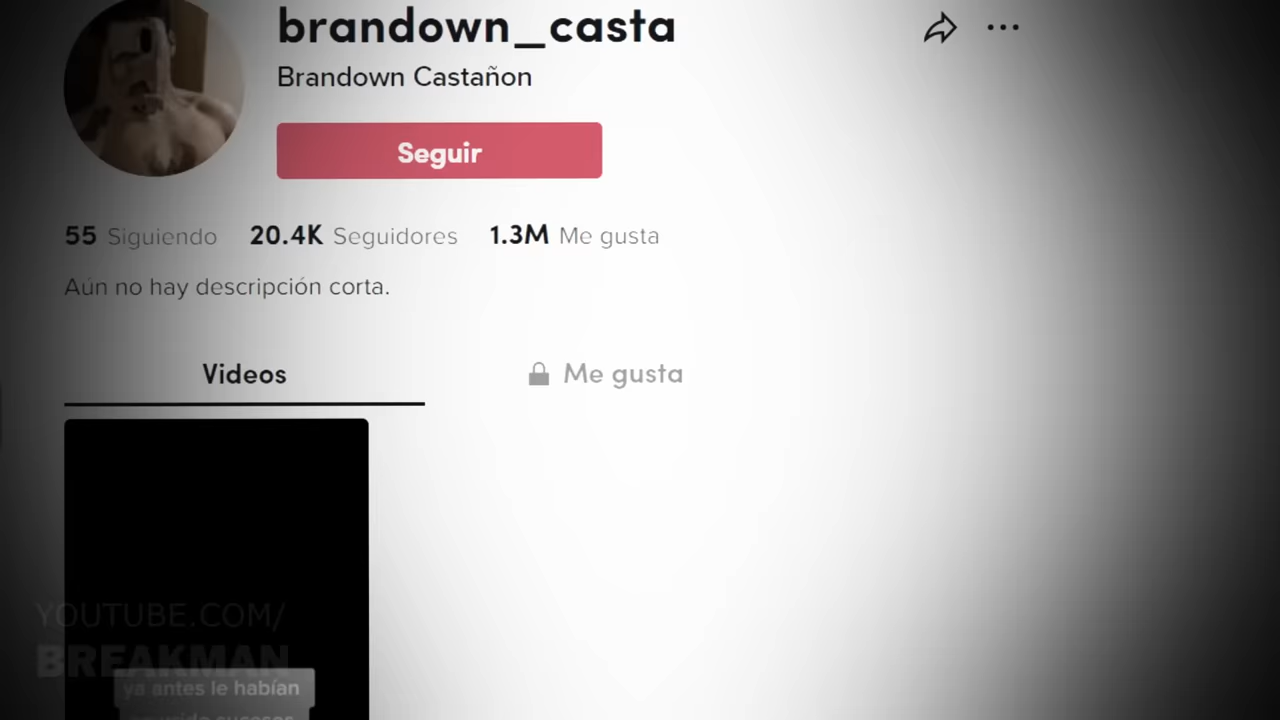 brandown_casta
Brandown Castañon
Seguir
55 Siguiendo 20.4K Seguidores 1.3M Me gusta
Aún no hay descripción corta.
Videos Me gusta
YOUTUBE.COM/
BREAKMAN
ya antes le habían